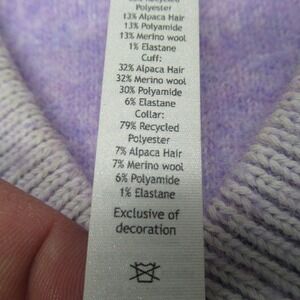 Polyester
13% Alpaca Hair
13% Polyamide
13% Merino wool
1% Elastane
Cuff:
32% Alpaca Hair
32% Merino wool
30% Polyamide
6% Elastane
Collar:
79% Recycled
Polyester
7% Alpaca Hair
7% Merino wool
6% Polyamide
1% Elastane
Exclusive of
decoration